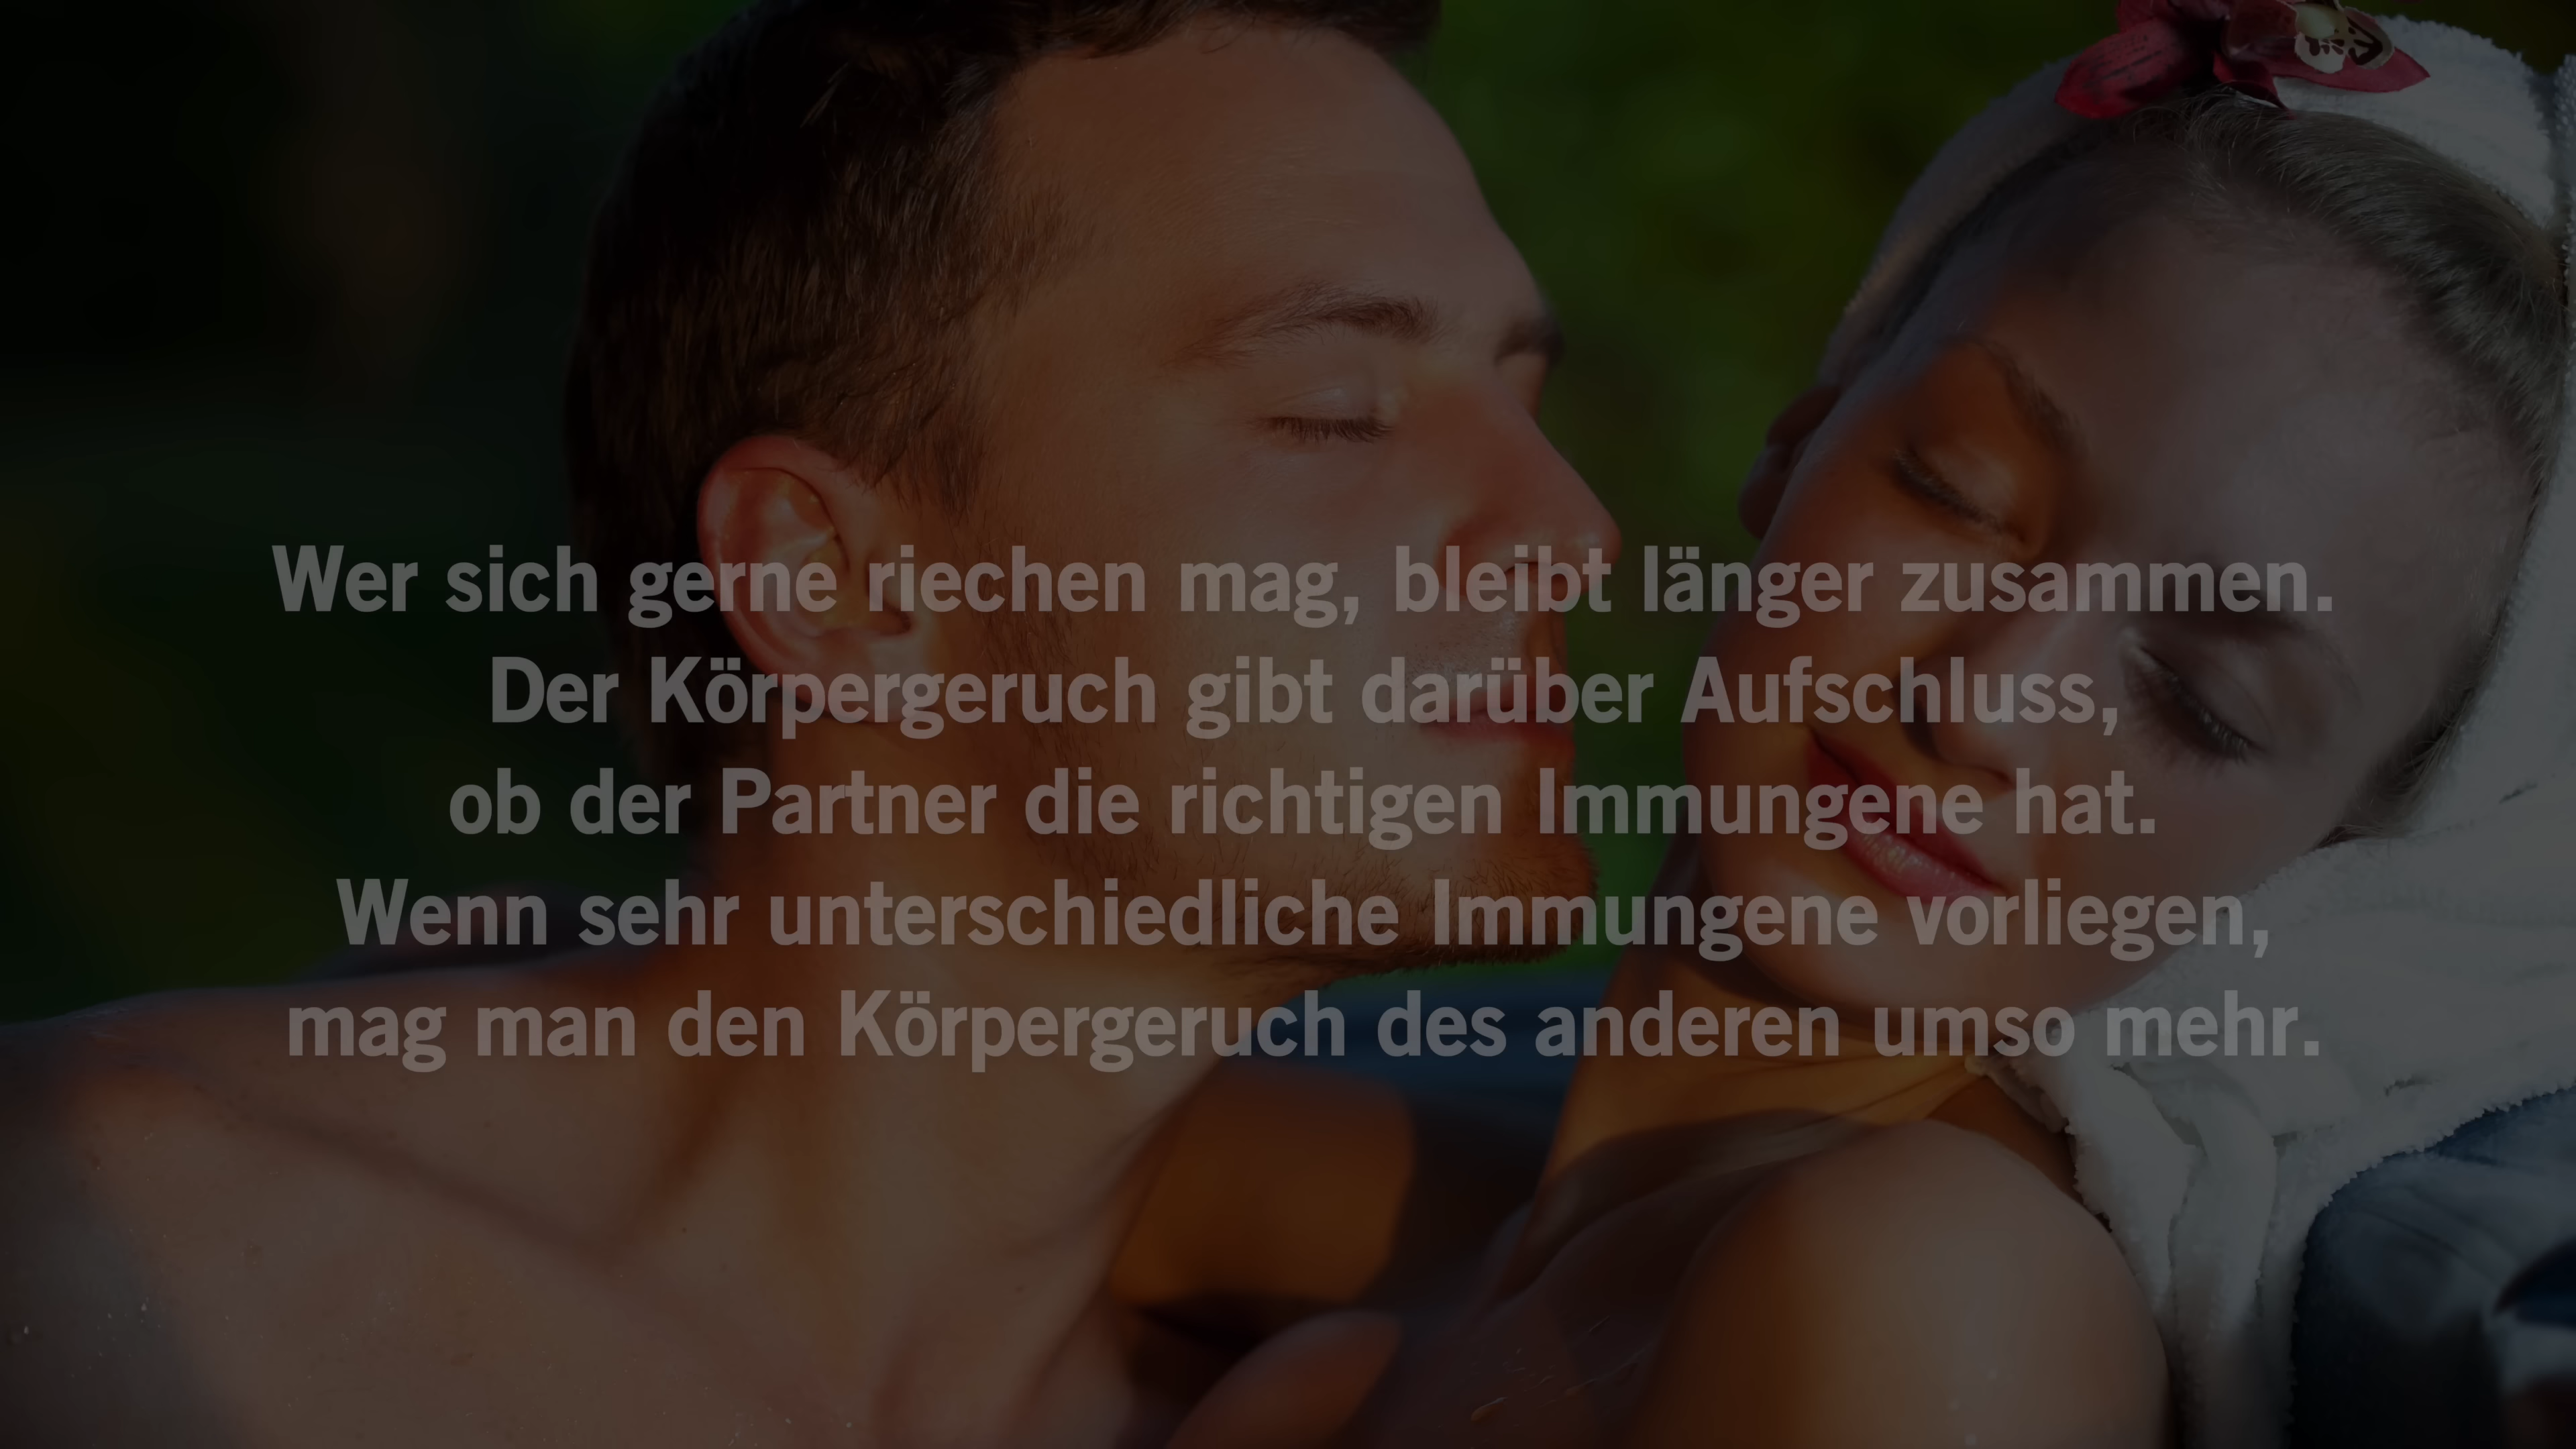 Wer sich gerne riechen mag, bleibt länger zusammen.
Der Körpergeruch gibt darüber Aufschluss,
ob der Partner die richtigen Immungene hat.
Wenn sehr unterschiedliche Immungene vorliegen,
mag man den Körpergeruch des anderen umso mehr.